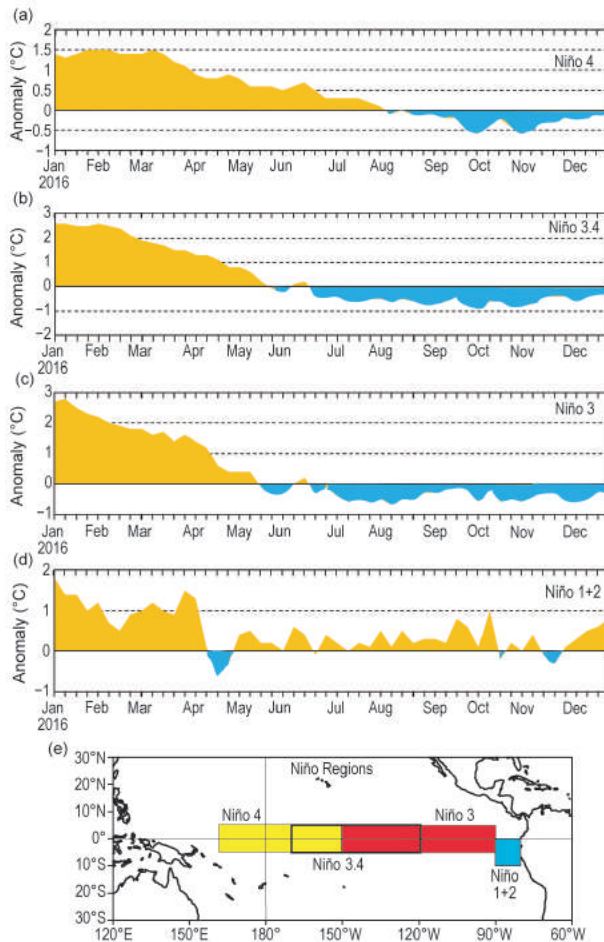 (a)
2
1.5
1
0.5
0
−0.5
−1
Anomaly (°C)
Niño 4
Jan Feb Mar Apr May Jun Jul Aug Sep Oct Nov Dec
2016
(b)
3
2
1
0
−1
−2
Anomaly (°C)
Niño 3.4
Jan Feb Mar Apr May Jun Jul Aug Sep Oct Nov Dec
2016
(c)
3
2
1
0
−1
Anomaly (°C)
Niño 3
Jan Feb Mar Apr May Jun Jul Aug Sep Oct Nov Dec
2016
(d)
2
1
0
−1
Anomaly (°C)
Niño 1+2
Jan Feb Mar Apr May Jun Jul Aug Sep Oct Nov Dec
2016
(e)
30°N
20°N
10°N
0°
10°S
20°S
30°S
Niño Regions
Niño 4
Niño 3
Niño 3.4
Niño
1+2
120°E 150°E 180° 150°W 120°W 90°W 60°W